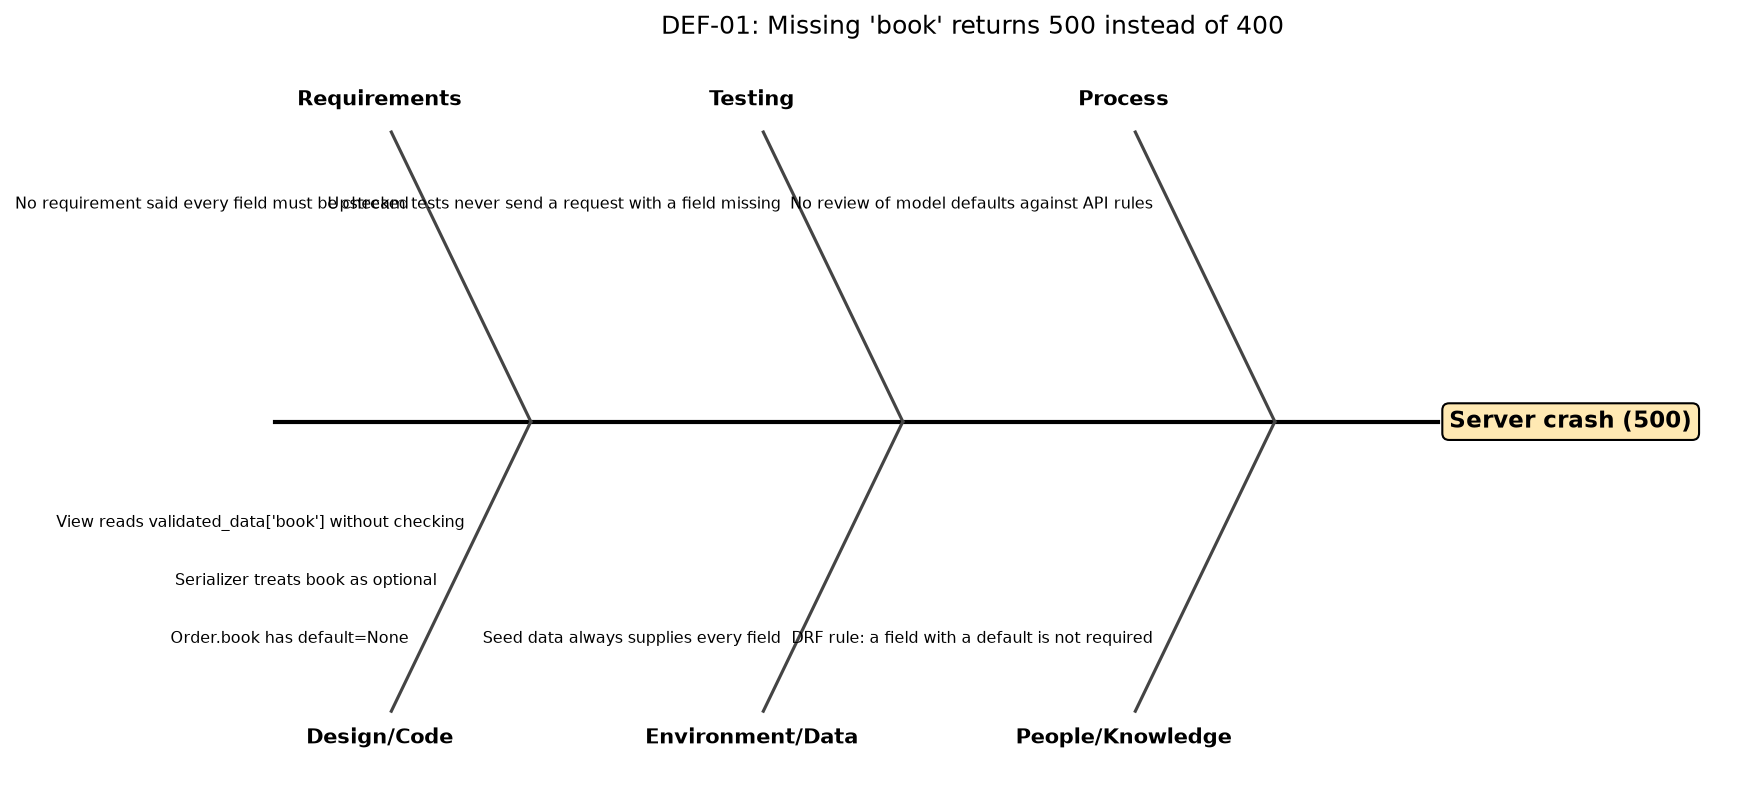 DEF-01: Missing 'book' returns 500 instead of 400
Requirements
Testing
Process
No requirement said every field must be checked
Upstream tests never send a request with a field missing
No review of model defaults against API rules
Server crash (500)
View reads validated_data['book'] without checking
Serializer treats book as optional
Order.book has default=None
Seed data always supplies every field
DRF rule: a field with a default is not required
Design/Code
Environment/Data
People/Knowledge